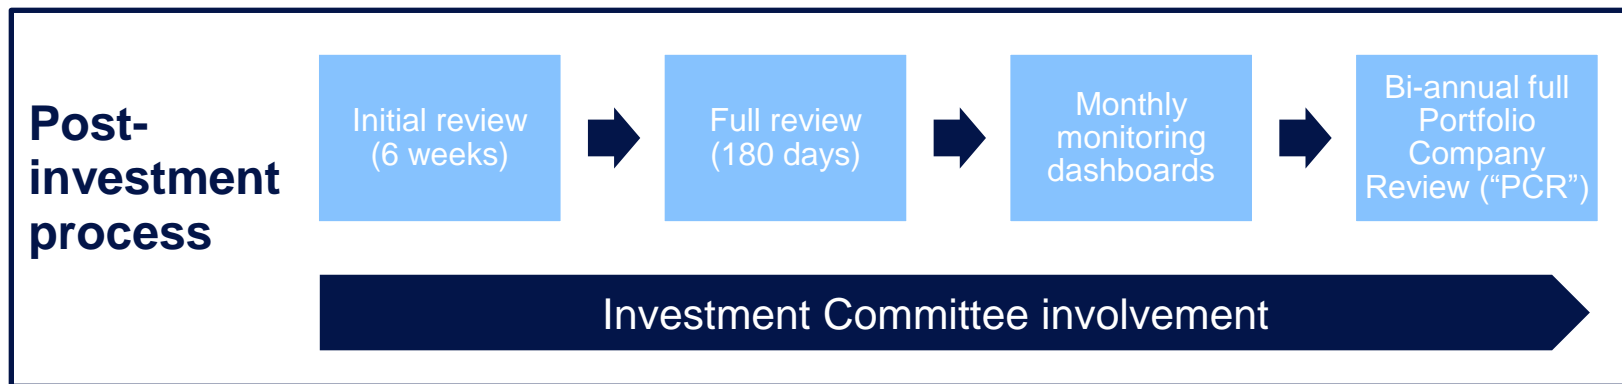 Post-
investment
process
Initial review
(6 weeks)
Full review
(180 days)
Monthly
monitoring
dashboards
Bi-annual full
Portfolio
Company
Review (“PCR”)
Investment Committee involvement